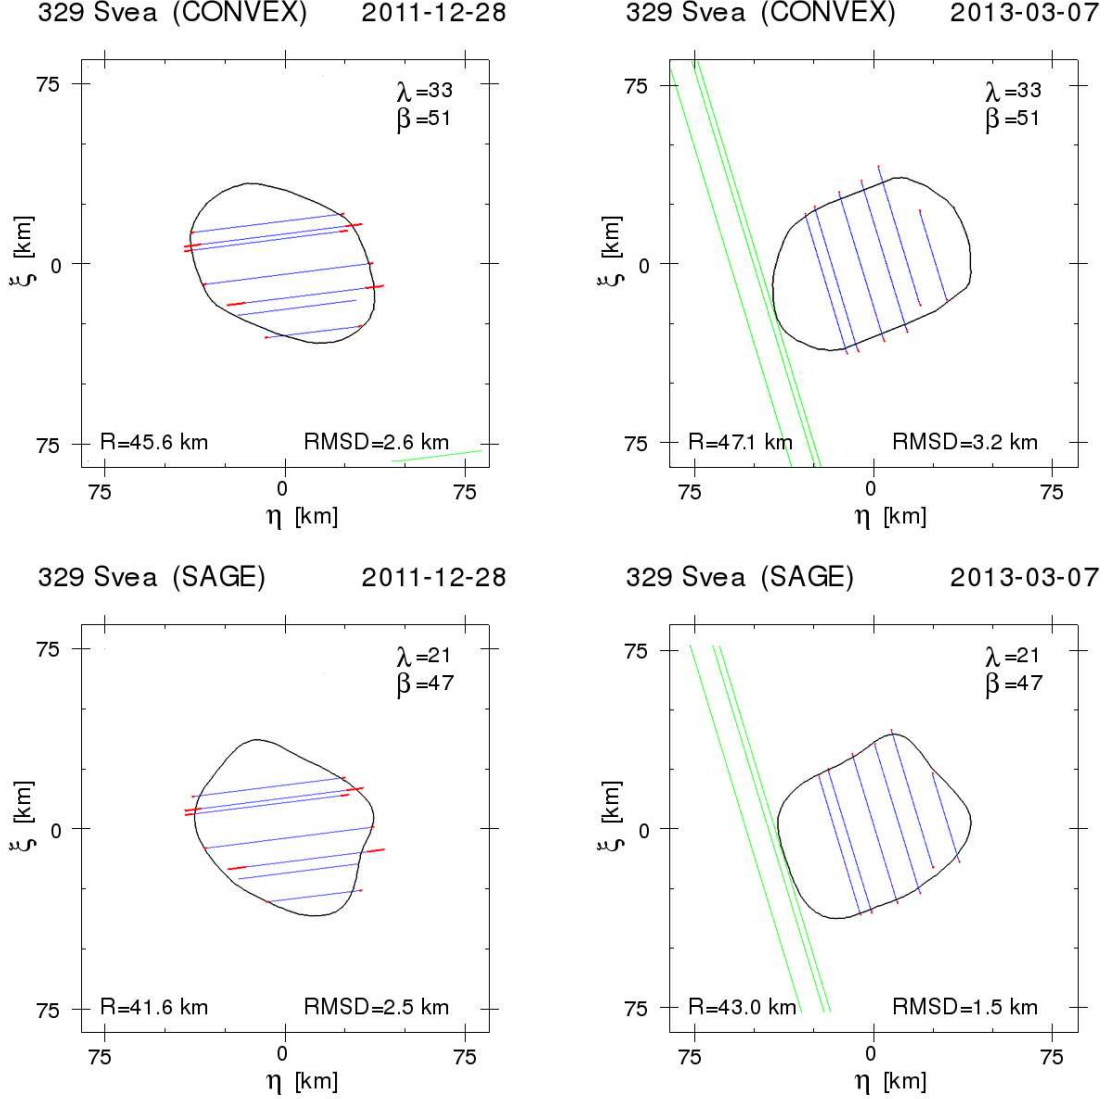 329 Svea (CONVEX) 2011-12-28
75
λ=33
β=51
ξ [km]
0
75
R=45.6 km RMSD=2.6 km
75 0 75
η [km]
329 Svea (CONVEX) 2013-03-07
75
λ=33
β=51
ξ [km]
0
75
R=47.1 km RMSD=3.2 km
75 0 75
η [km]
329 Svea (SAGE) 2011-12-28
75
λ=21
β=47
ξ [km]
0
75
R=41.6 km RMSD=2.5 km
75 0 75
η [km]
329 Svea (SAGE) 2013-03-07
75
λ=21
β=47
ξ [km]
0
75
R=43.0 km RMSD=1.5 km
75 0 75
η [km]